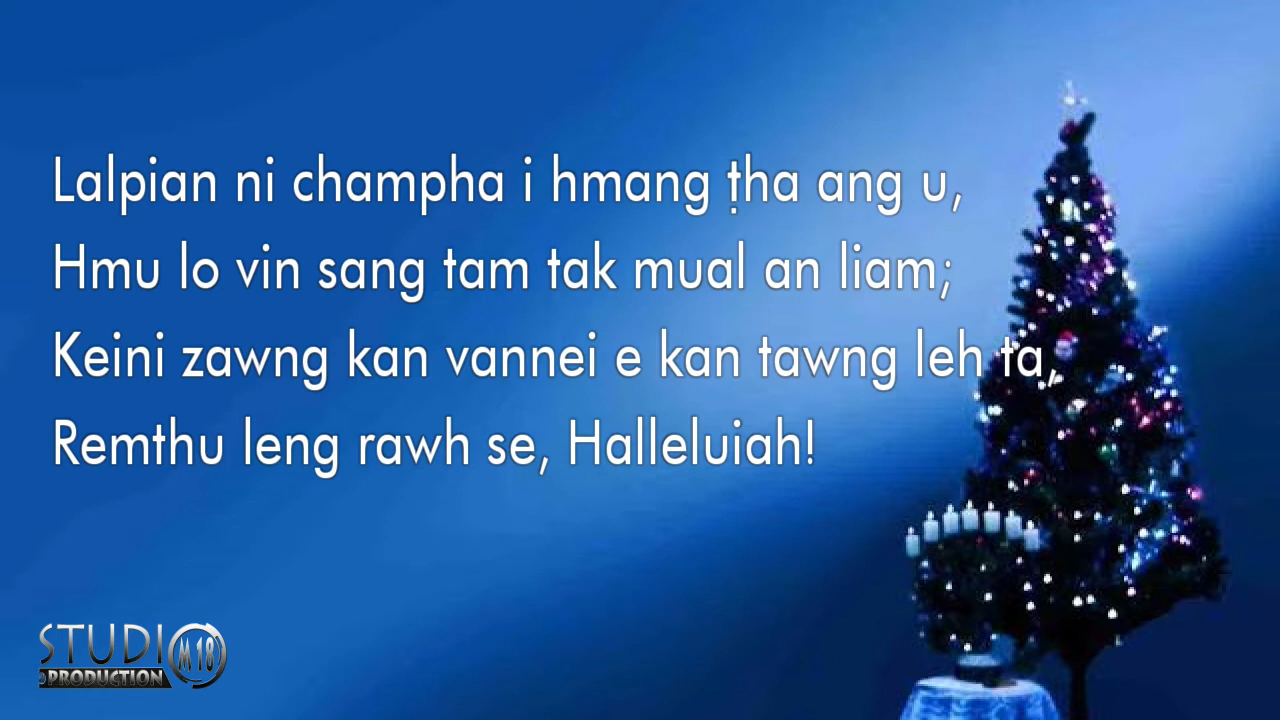 Lalpian ni champha i hmang ṭha ang u,
Hmu lo vin sang tam tak mual an liam;
Keini zawng kan vannei e kan tawng leh ta,
Remthu leng rawh se, Halleluiah!
STUDIO M18
PRODUCTION